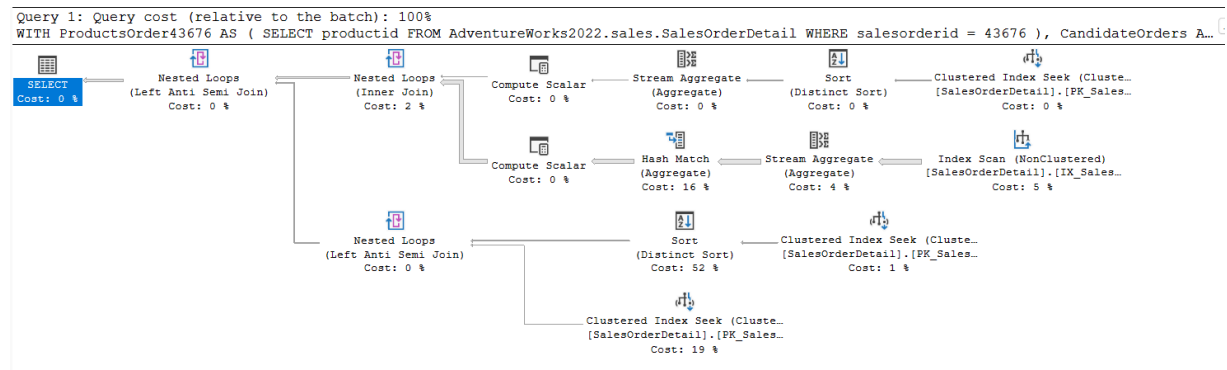 Query 1: Query cost (relative to the batch): 100%
WITH ProductsOrder43676 AS ( SELECT productid FROM AdventureWorks2022.sales.SalesOrderDetail WHERE salesorderid = 43676 ), CandidateOrders A…
SELECT
Cost: 0 %
Nested Loops
(Left Anti Semi Join)
Cost: 0 %
Nested Loops
(Inner Join)
Cost: 2 %
Compute Scalar
Cost: 0 %
Stream Aggregate
(Aggregate)
Cost: 0 %
Sort
(Distinct Sort)
Cost: 0 %
Clustered Index Seek (Cluste…
[SalesOrderDetail].[PK_Sales…
Cost: 0 %
Compute Scalar
Cost: 0 %
Hash Match
(Aggregate)
Cost: 16 %
Stream Aggregate
(Aggregate)
Cost: 4 %
Index Scan (NonClustered)
[SalesOrderDetail].[IX_Sales…
Cost: 5 %
Nested Loops
(Left Anti Semi Join)
Cost: 0 %
Sort
(Distinct Sort)
Cost: 52 %
Clustered Index Seek (Cluste…
[SalesOrderDetail].[PK_Sales…
Cost: 1 %
Clustered Index Seek (Cluste…
[SalesOrderDetail].[PK_Sales…
Cost: 19 %